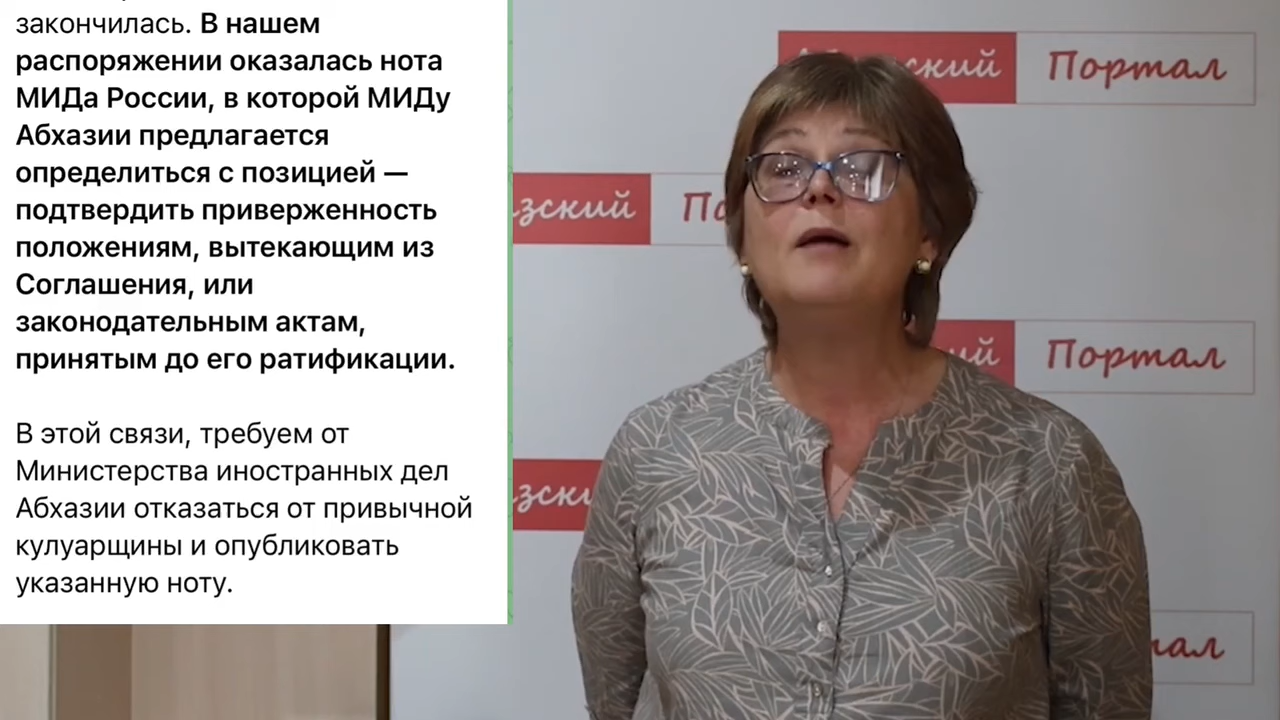 закончилась. В нашем
распоряжении оказалась нота
МИДа России, в которой МИДу
Абхазии предлагается
определиться с позицией —
подтвердить приверженность
положениям, вытекающим из
Соглашения, или
законодательным актам,
принятым до его ратификации.
В этой связи, требуем от
Министерства иностранных дел
Абхазии отказаться от привычной
кулуарщины и опубликовать
указанную ноту.
Портал
Портал